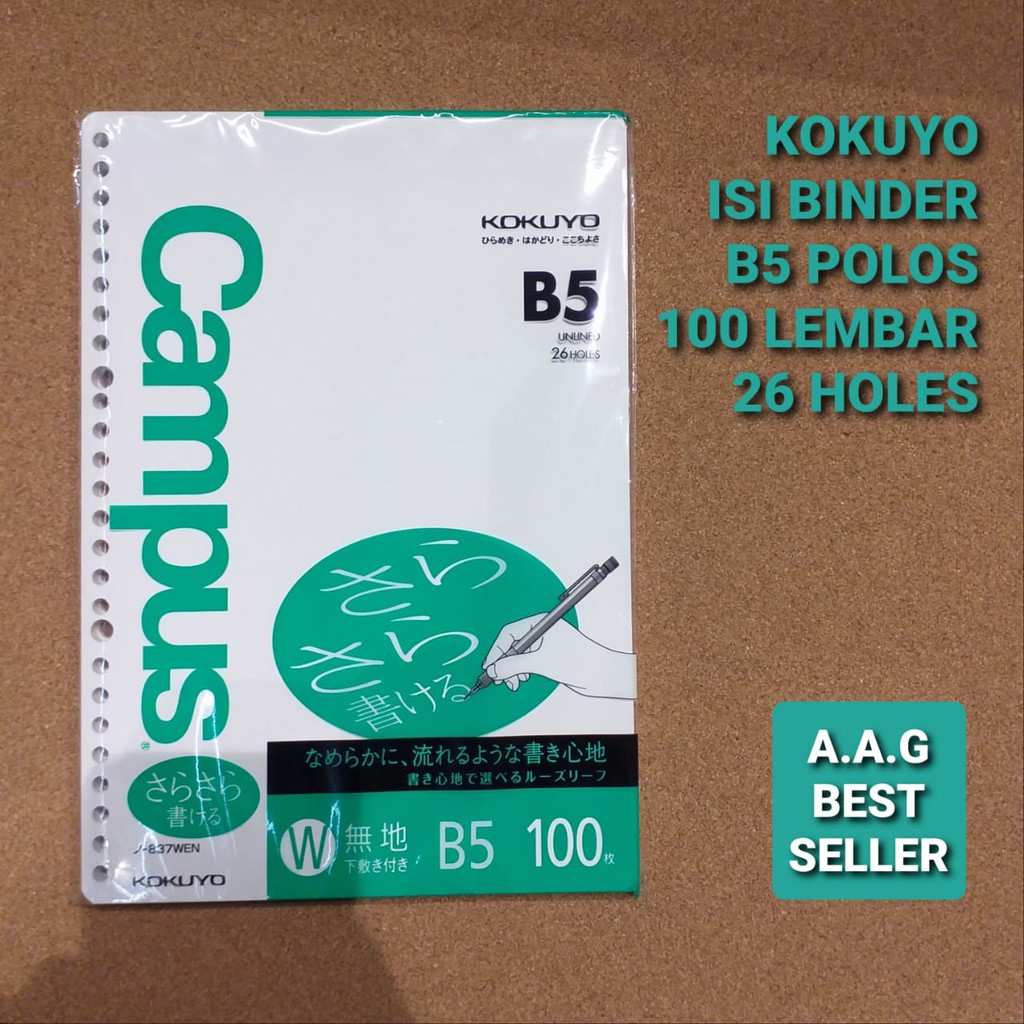 KOKUYO
ISI BINDER
B5 POLOS
100 LEMBAR
26 HOLES
Campus®
KOKUYO
ひらめき・はかどり・ここちよさ
B5
UNLINED
26 HOLES
さら
さら
書ける
なめらかに、流れるような書き心地
書き心地で選べるルーズリーフ
W 無地
下敷き付き
B5 100枚
さらさら
書ける
ノ-837WEN
KOKUYO
A.A.G
BEST
SELLER